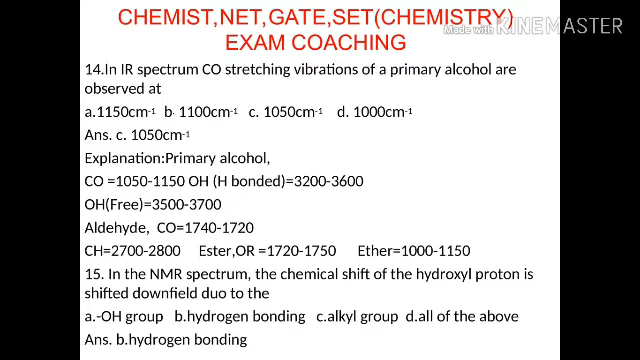 CHEMIST,NET,GATE,SET(CHEMISTRY)
Made with KINEMASTER
EXAM COACHING
14.In IR spectrum CO stretching vibrations of a primary alcohol are
observed at
a.1150cm⁻¹ b. 1100cm⁻¹ c. 1050cm⁻¹ d. 1000cm⁻¹
Ans. c. 1050cm⁻¹
Explanation:Primary alcohol,
CO =1050-1150 OH (H bonded)=3200-3600
OH(Free)=3500-3700
Aldehyde, CO=1740-1720
CH=2700-2800 Ester,OR =1720-1750 Ether=1000-1150
15. In the NMR spectrum, the chemical shift of the hydroxyl proton is
shifted downfield duo to the
a.-OH group b.hydrogen bonding c.alkyl group d.all of the above
Ans. b.hydrogen bonding